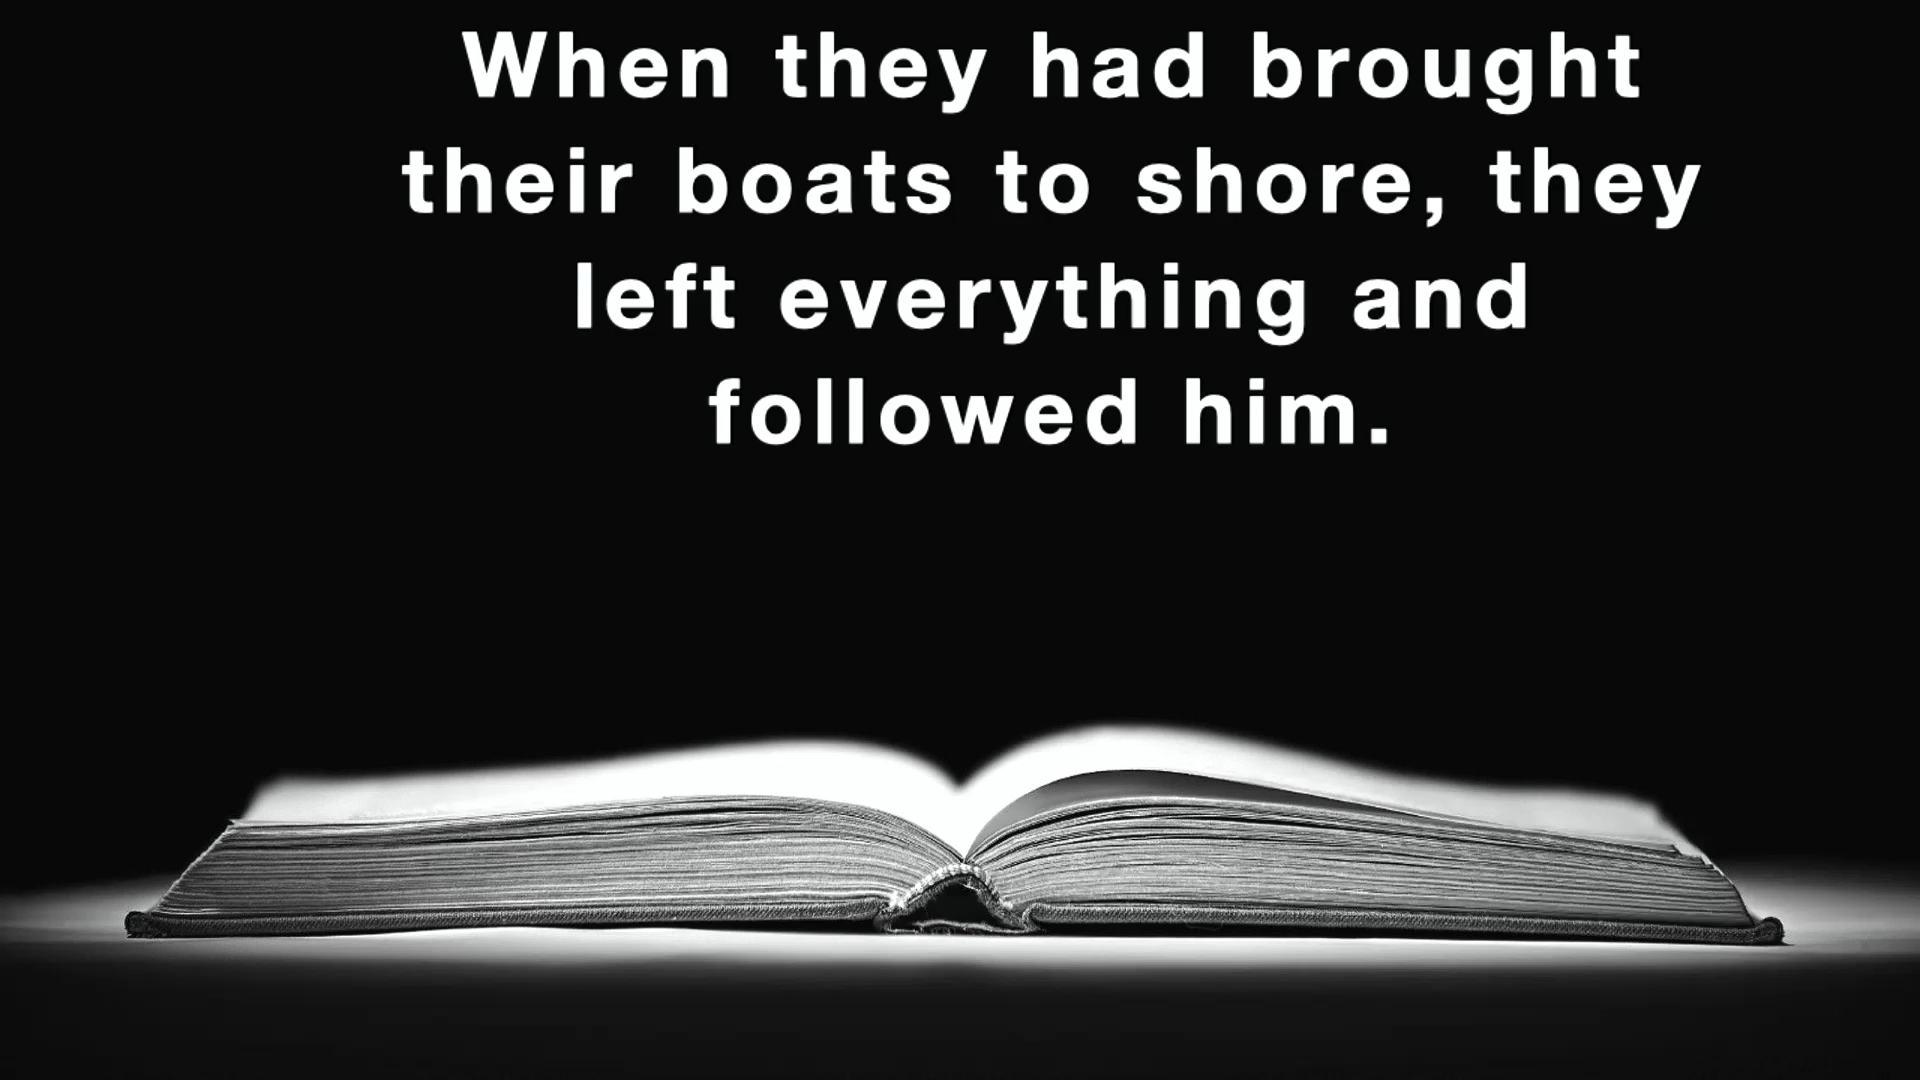 When they had brought
their boats to shore, they
left everything and
followed him.